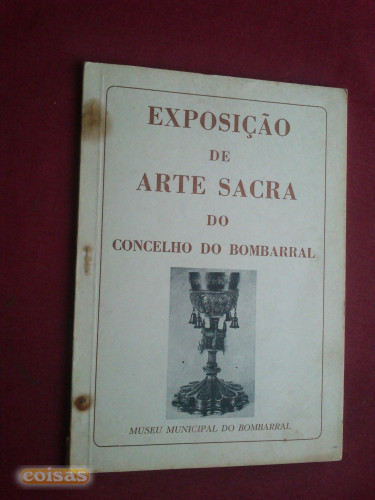 EXPOSIÇÃO
DE
ARTE SACRA
DO
CONCELHO DO BOMBARRAL
MUSEU MUNICIPAL DO BOMBARRAL
coisas